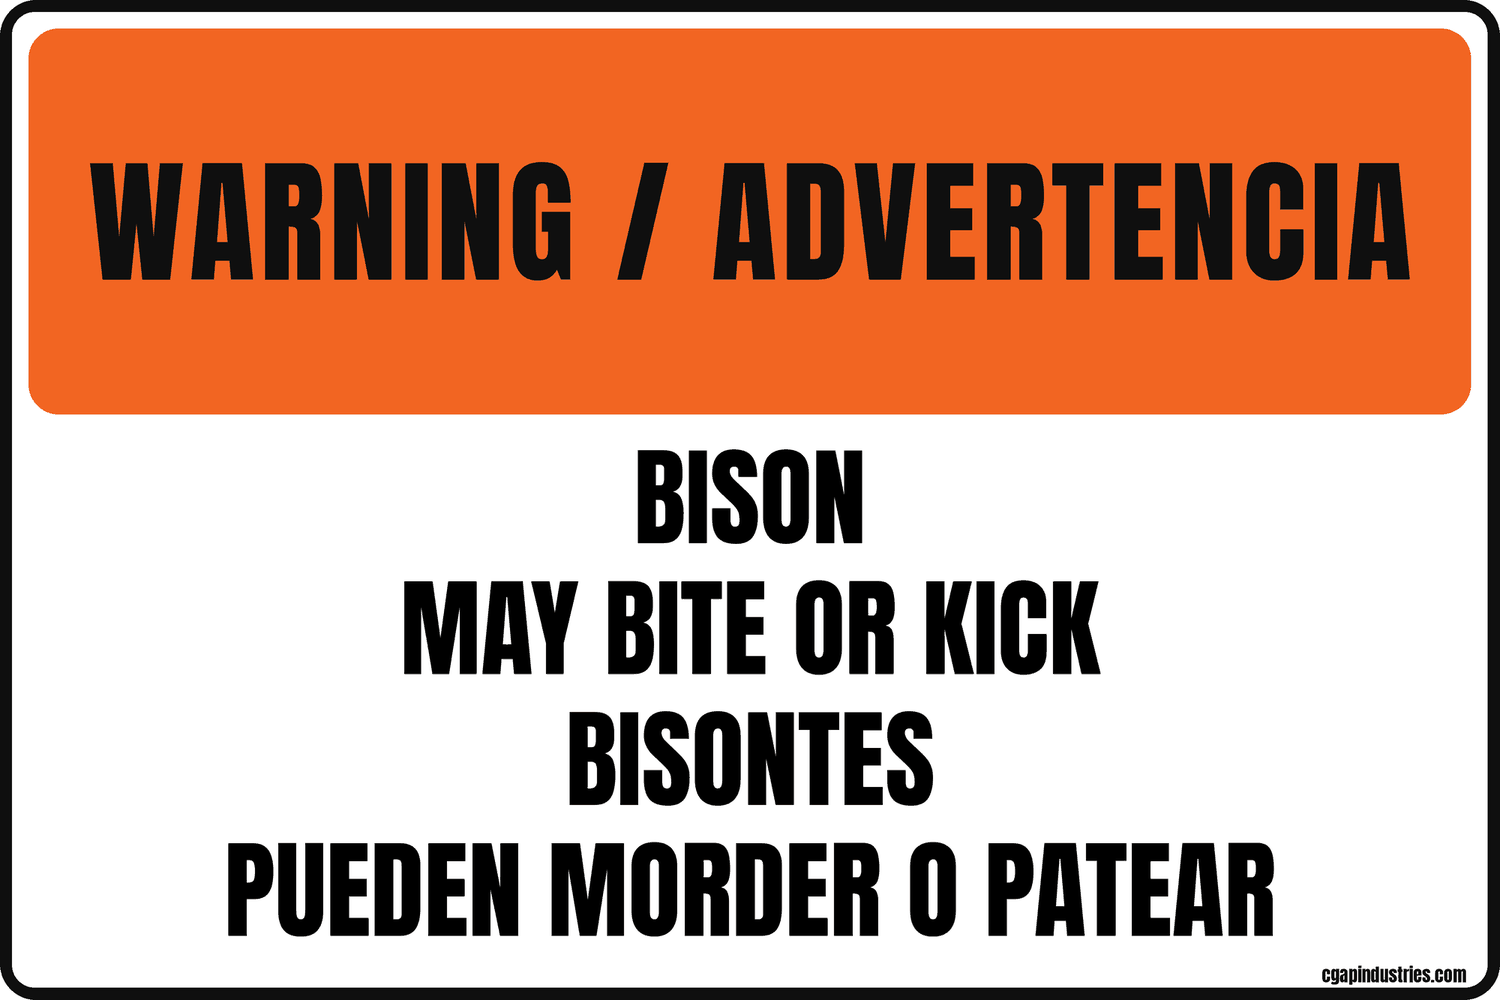 WARNING / ADVERTENCIA
BISON
MAY BITE OR KICK
BISONTES
PUEDEN MORDER O PATEAR
cgapindustries.com